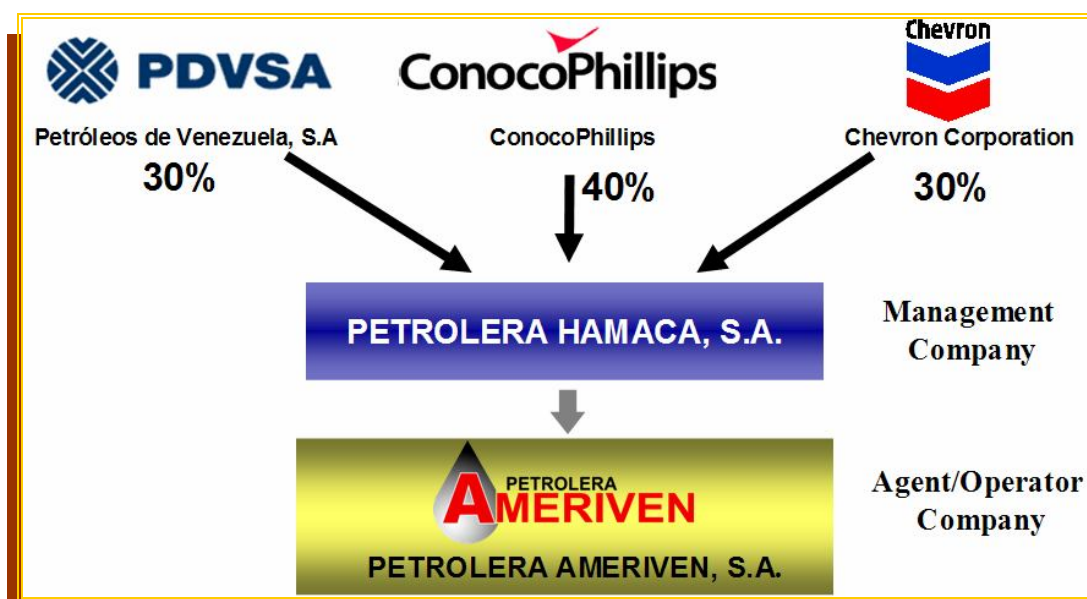 PDVSA
Petróleos de Venezuela, S.A
30%
ConocoPhillips
ConocoPhillips
40%
Chevron
Chevron Corporation
30%
PETROLERA HAMACA, S.A.
Management
Company
PETROLERA
AMERIVEN
PETROLERA AMERIVEN, S.A.
Agent/Operator
Company